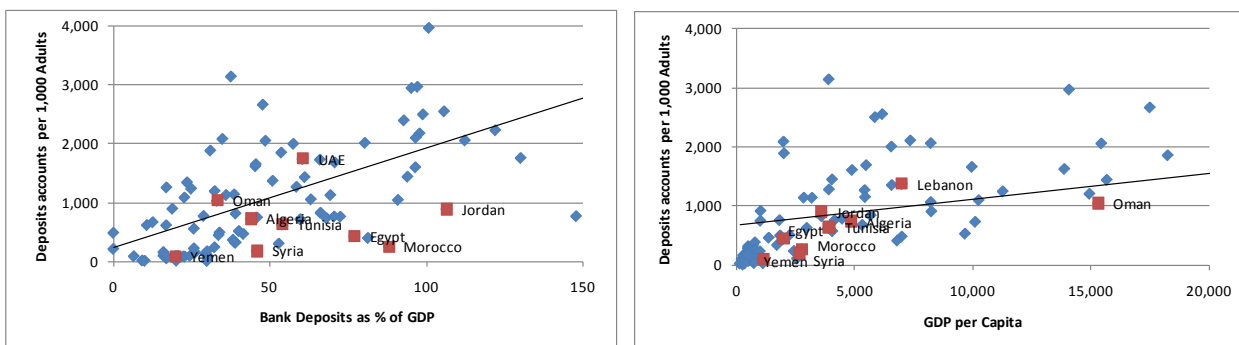 4,000
3,000
2,000
1,000
0
Deposits accounts per 1,000 Adults
UAE
Oman
Jordan
Algeria
Tunisia
Egypt
Morocco
Syria
Yemen
0 50 100 150
Bank Deposits as % of GDP
4,000
3,000
2,000
1,000
0
Deposits accounts per 1,000 Adults
Lebanon
Oman
Jordan
Algeria
Tunisia
Egypt
Morocco
Yemen
Syria
0 5,000 10,000 15,000 20,000
GDP per Capita